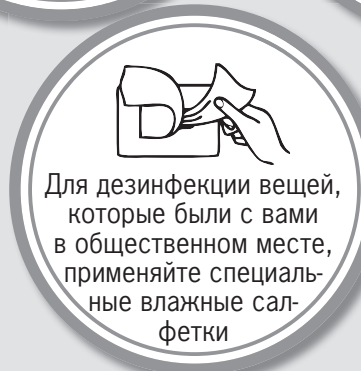 Для дезинфекции вещей,
которые были с вами
в общественном месте,
применяйте специаль-
ные влажные сал-
фетки